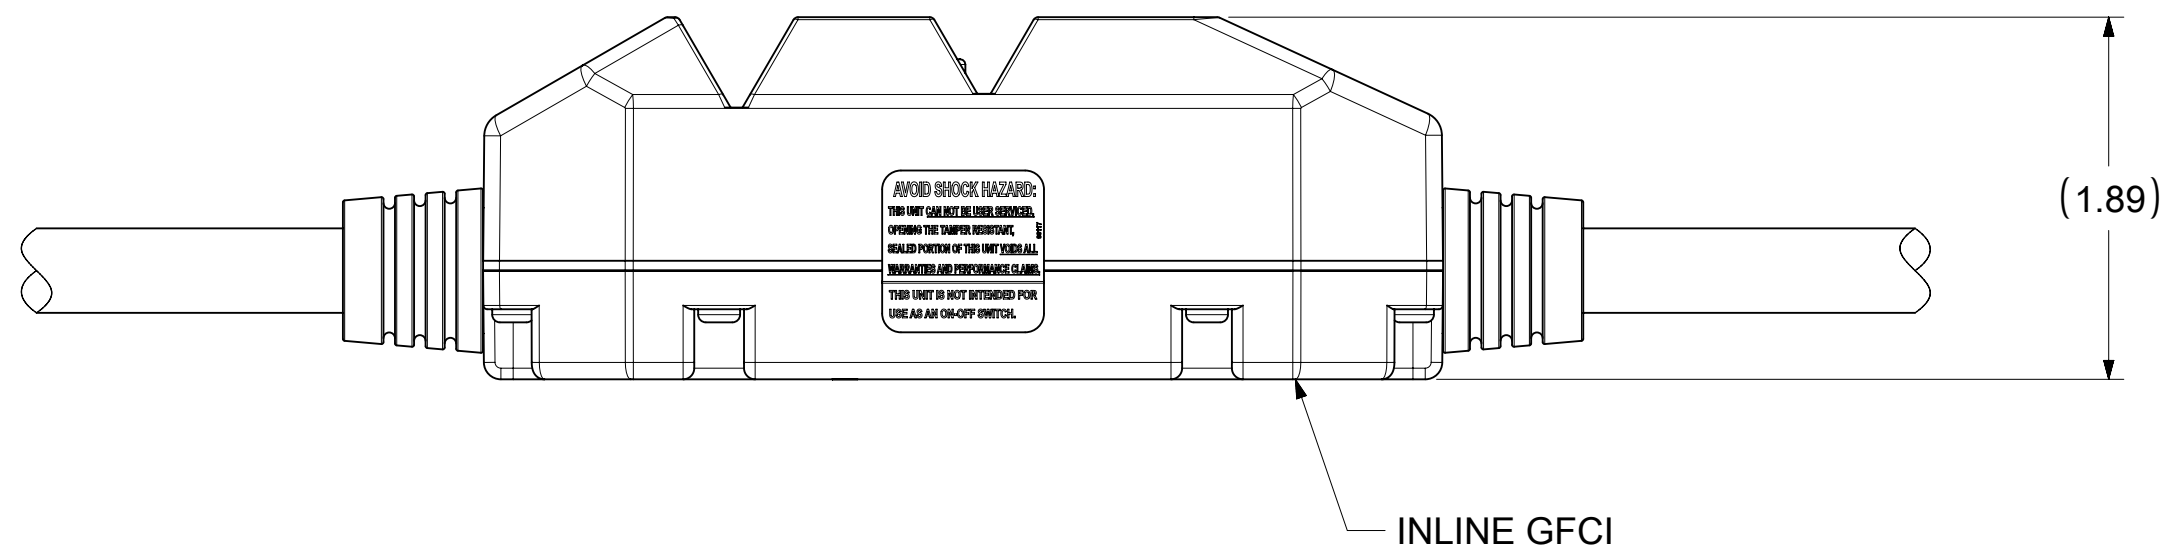 AVOID SHOCK HAZARD:
THIS UNIT CAN NOT BE USER SERVICED.
OPENING THE TAMPER RESISTANT,
SEALED PORTION OF THIS UNIT VOIDS ALL
WARRANTIES AND PERFORMANCE CLAIMS.
THIS UNIT IS NOT INTENDED FOR
USE AS AN ON-OFF SWITCH.
(1.89)
INLINE GFCI